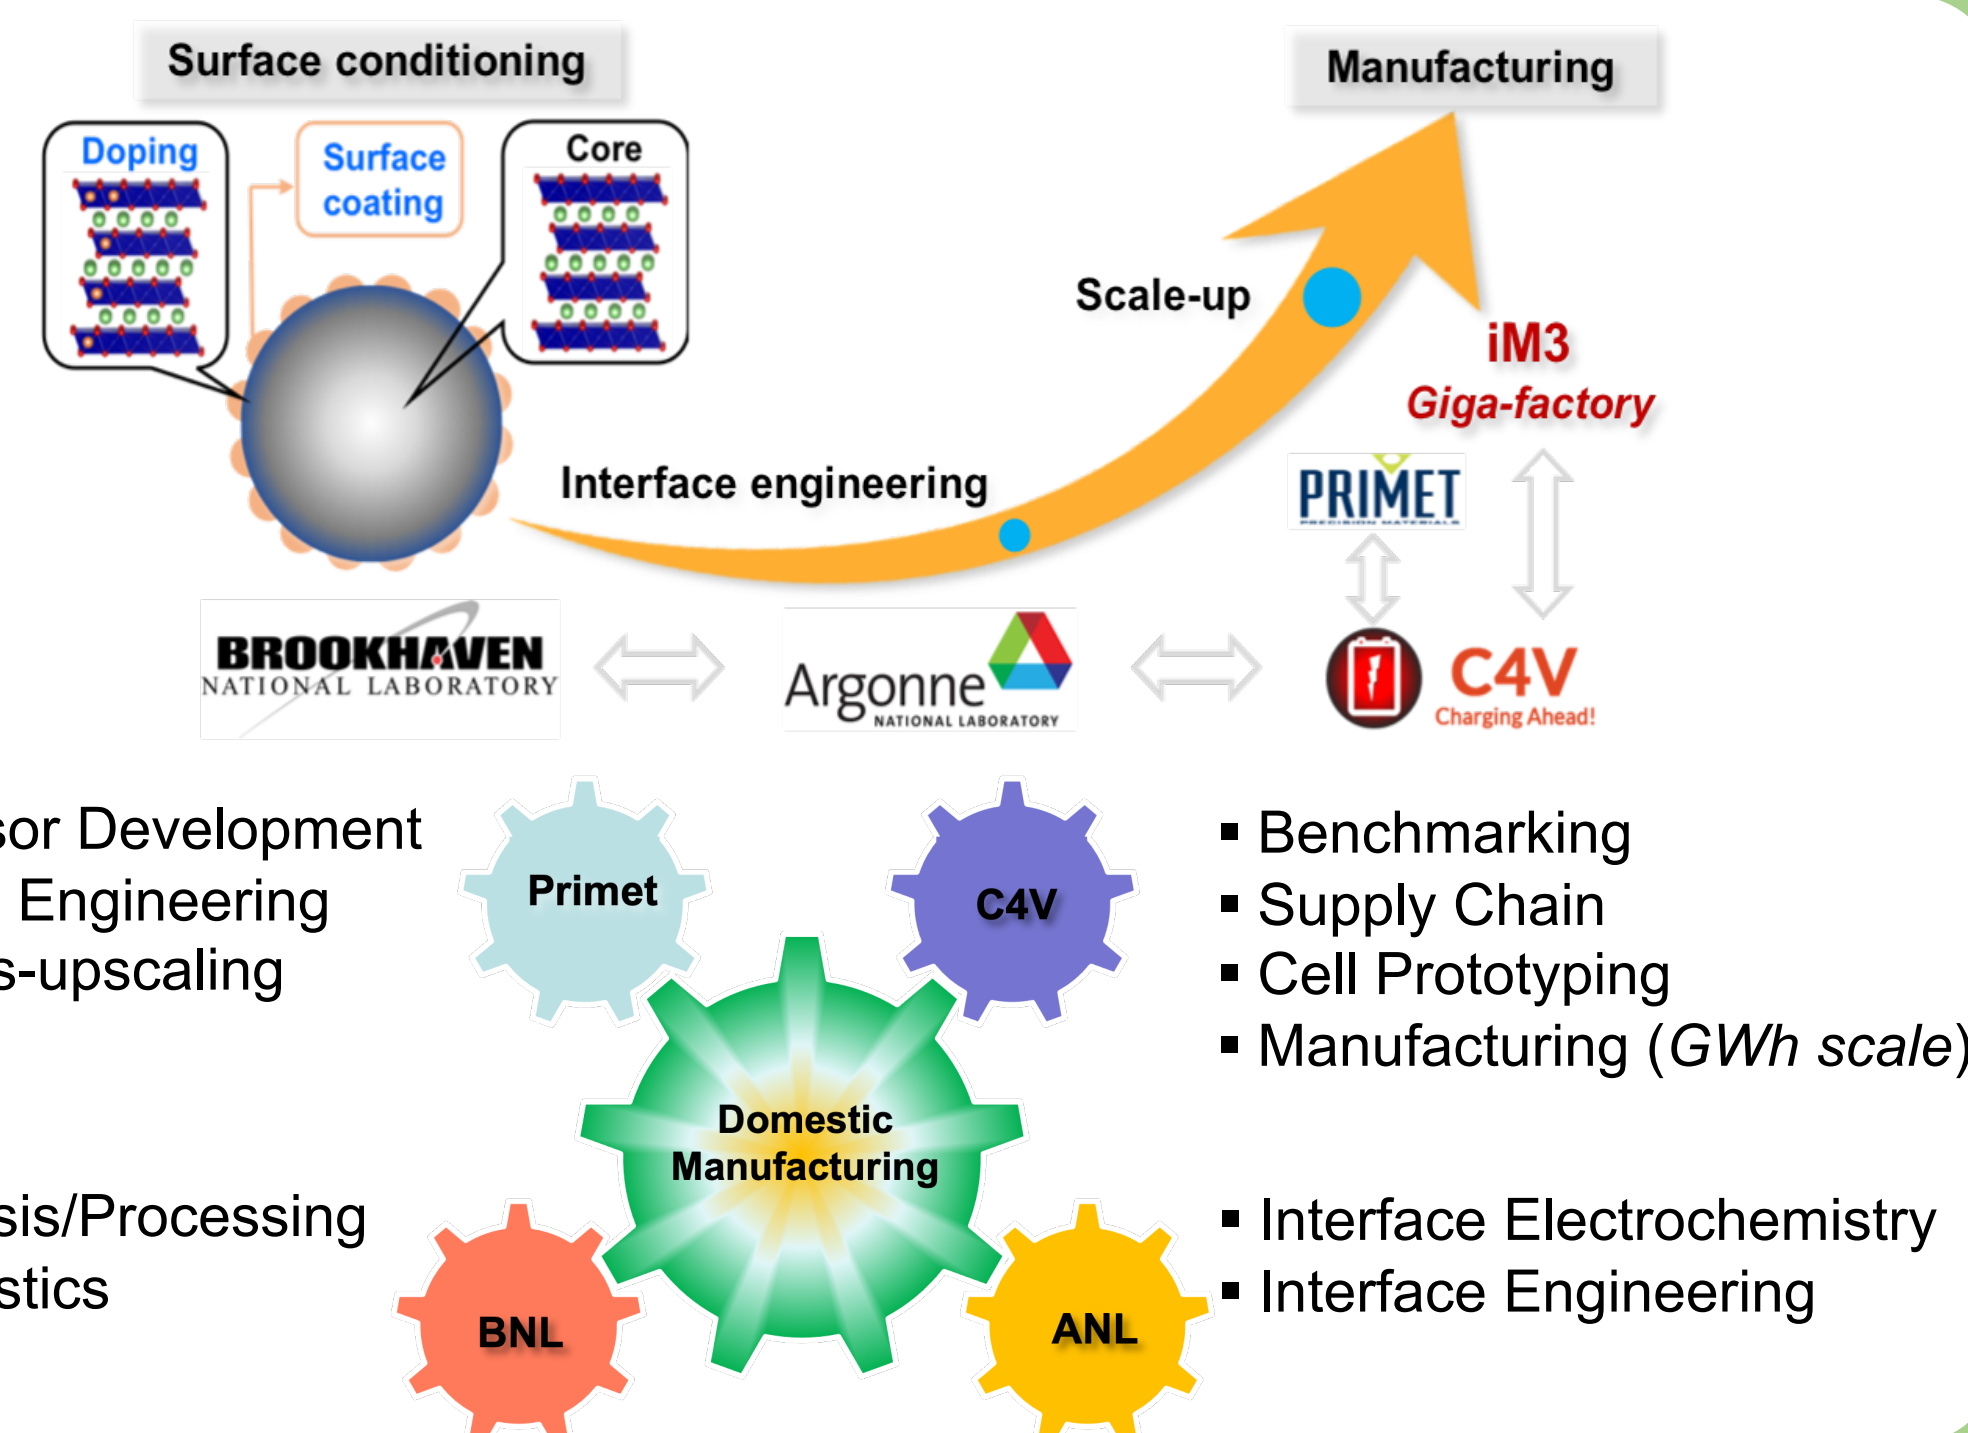 Surface conditioning
Manufacturing
Doping
Surface
coating
Core
Scale-up
iM3
Giga-factory
Interface engineering
PRIMET
PRECISION MATERIALS
BROOKHAVEN
NATIONAL LABORATORY
Argonne
NATIONAL LABORATORY
C4V
Charging Ahead!
sor Development
Engineering
s-upscaling
Primet
C4V
▪ Benchmarking
▪ Supply Chain
▪ Cell Prototyping
▪ Manufacturing (GWh scale)
Domestic
Manufacturing
sis/Processing
stics
BNL
ANL
▪ Interface Electrochemistry
▪ Interface Engineering